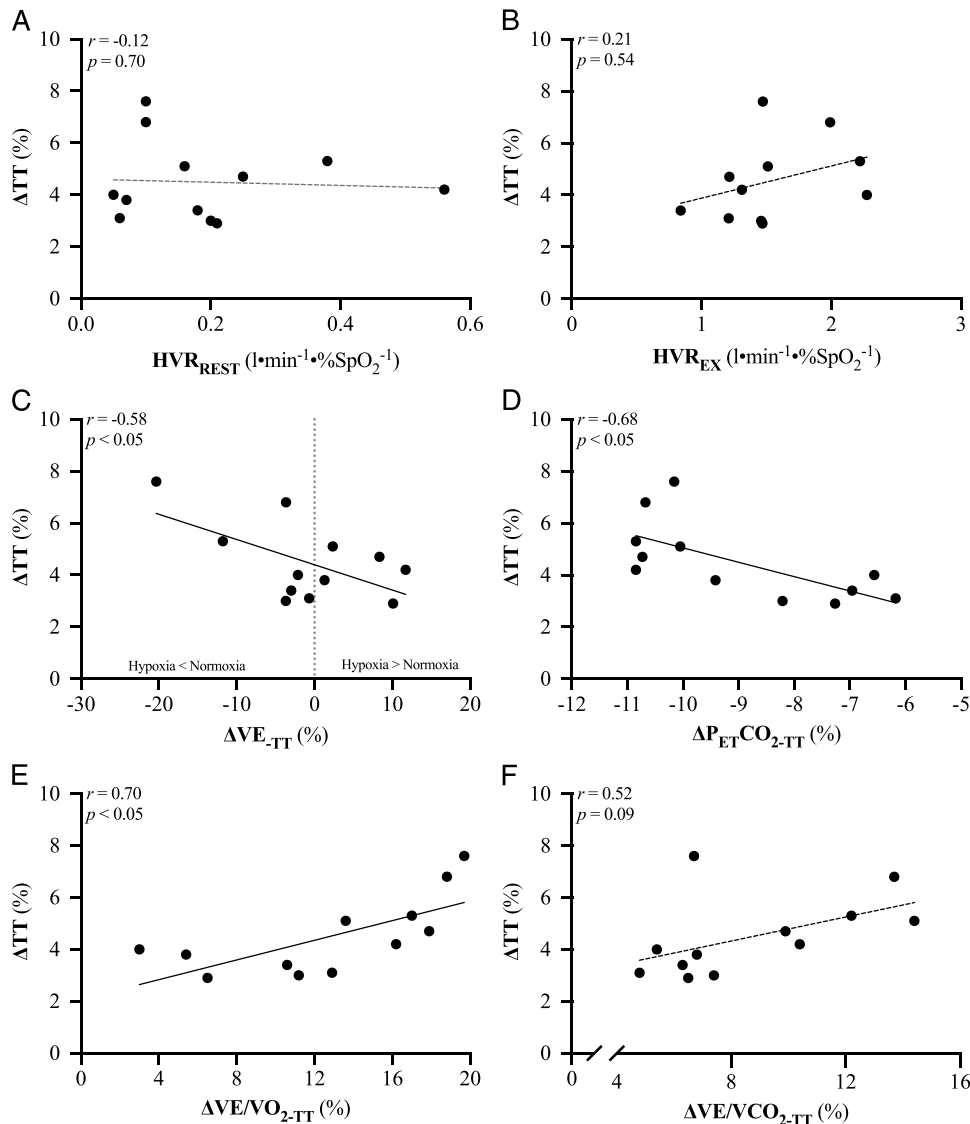 A
r = -0.12
p = 0.70
ΔTT (%)
10
8
6
4
2
0
0.0 0.2 0.4 0.6
HVR_REST (l•min⁻¹•%SpO₂⁻¹)
B
r = 0.21
p = 0.54
ΔTT (%)
10
8
6
4
2
0
0 1 2 3
HVR_EX (l•min⁻¹•%SpO₂⁻¹)
C
r = -0.58
p < 0.05
ΔTT (%)
10
8
6
4
2
0
Hypoxia < Normoxia
Hypoxia > Normoxia
-30 -20 -10 0 10 20
ΔVE-TT (%)
D
r = -0.68
p < 0.05
ΔTT (%)
10
8
6
4
2
0
-12 -11 -10 -9 -8 -7 -6 -5
ΔP_ETCO₂-TT (%)
E
r = 0.70
p < 0.05
ΔTT (%)
10
8
6
4
2
0
0 4 8 12 16 20
ΔVE/VO₂-TT (%)
F
r = 0.52
p = 0.09
ΔTT (%)
10
8
6
4
2
0
0 4 8 12 16
ΔVE/VCO₂-TT (%)